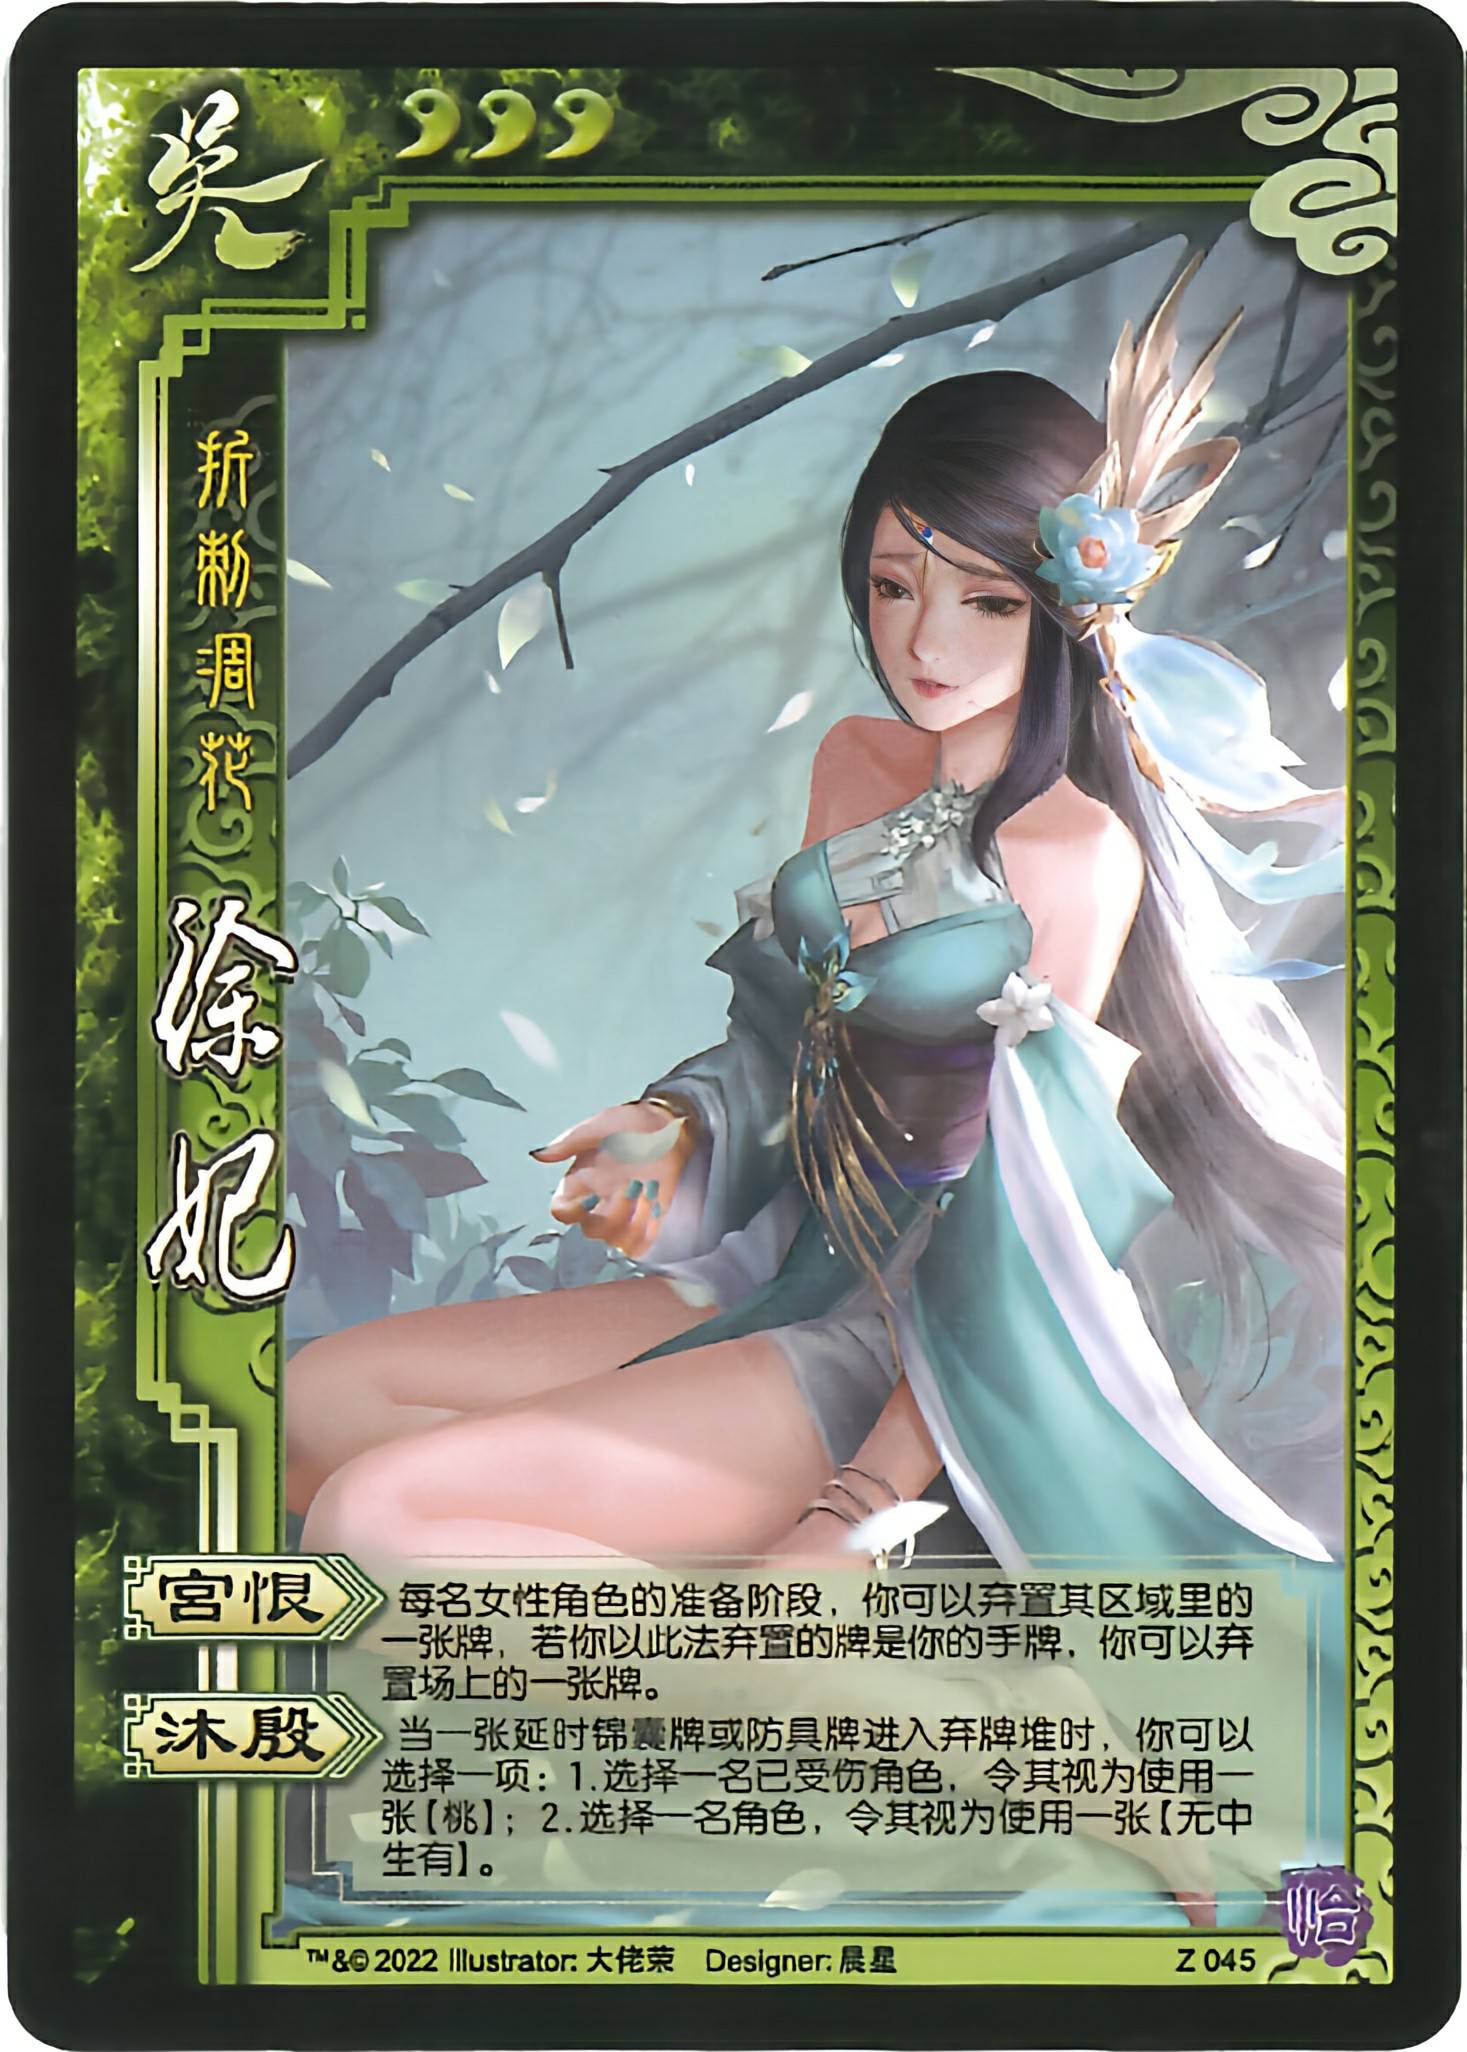 吴
折刺凋花
徐妃
宫恨
每名女性角色的准备阶段，你可以弃置其区域里的
一张牌，若你以此法弃置的牌是你的手牌，你可以弃
置场上的一张牌。
沐殷
当一张延时锦囊牌或防具牌进入弃牌堆时，你可以
选择一项：1.选择一名已受伤角色，令其视为使用一
张【桃】；2.选择一名角色，令其视为使用一张【无中
生有】。
怡
™&© 2022 Illustrator: 大佬荣 Designer: 晨星 Z 045